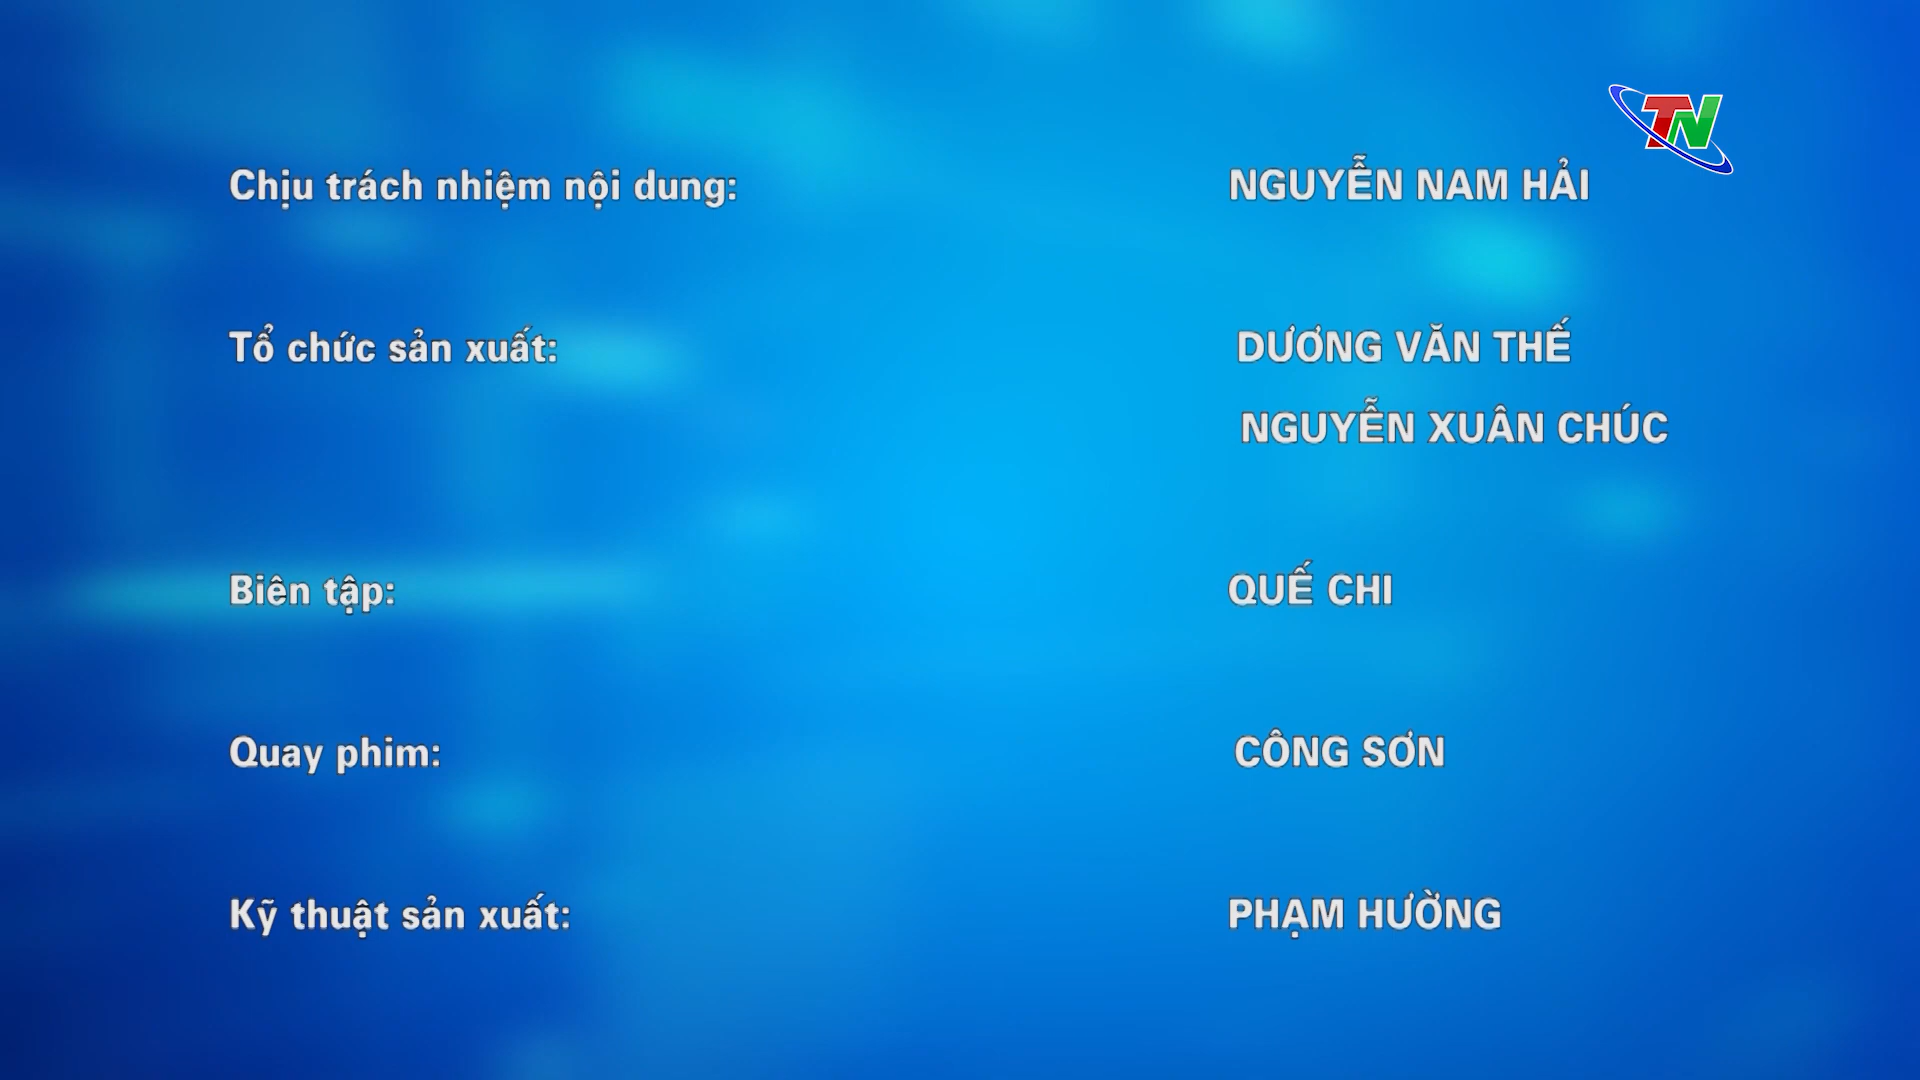 TN
Chịu trách nhiệm nội dung: NGUYỄN NAM HẢI
Tổ chức sản xuất: DƯƠNG VĂN THẾ
NGUYỄN XUÂN CHÚC
Biên tập: QUẾ CHI
Quay phim: CÔNG SƠN
Kỹ thuật sản xuất: PHẠM HƯỜNG